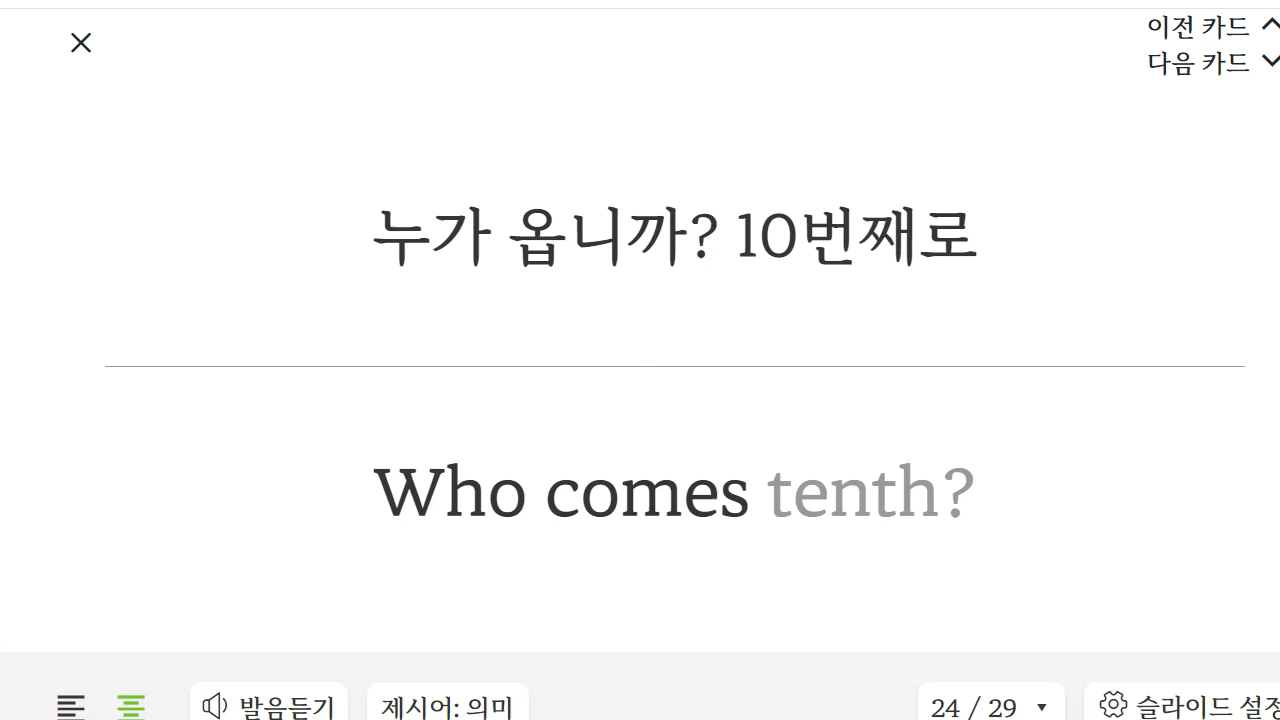 이전 카드
다음 카드
누가 옵니까? 10번째로
Who comes tenth?
발음듣기
제시어: 의미
24 / 29
슬라이드 설정